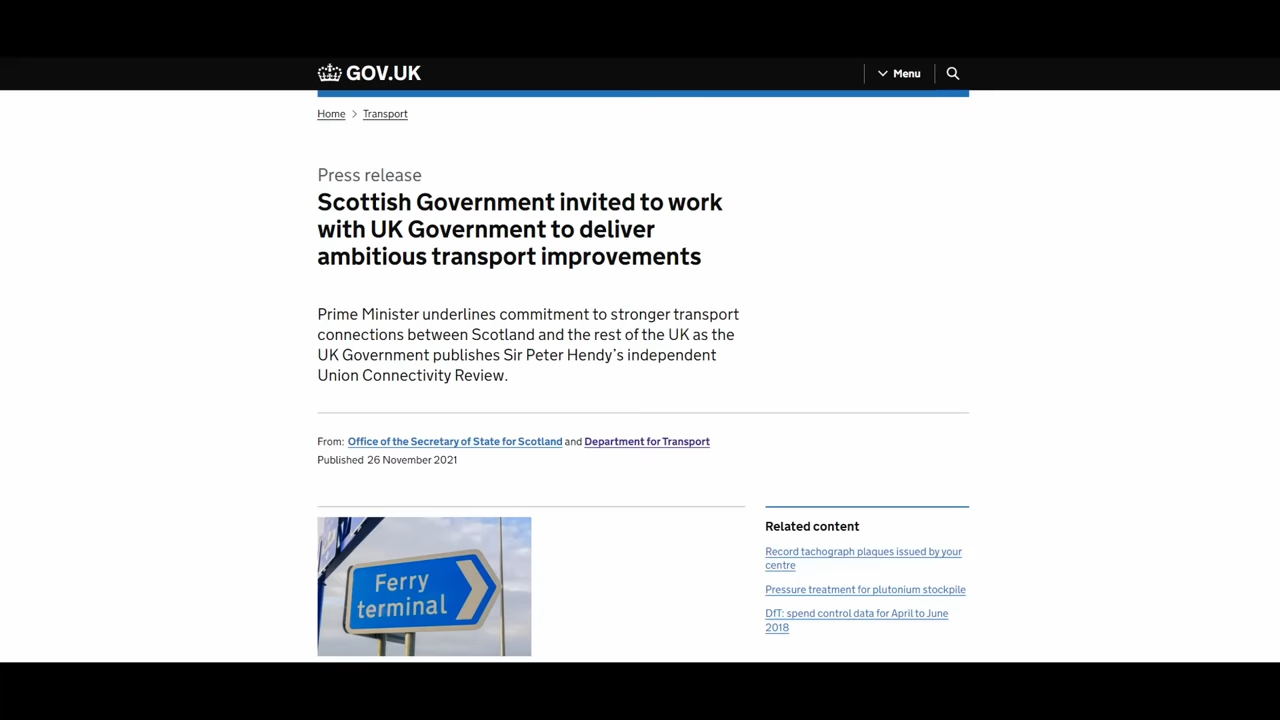 GOV.UK
Menu
Home
Transport
Press release
Scottish Government invited to work
with UK Government to deliver
ambitious transport improvements
Prime Minister underlines commitment to stronger transport
connections between Scotland and the rest of the UK as the
UK Government publishes Sir Peter Hendy's independent
Union Connectivity Review.
From: Office of the Secretary of State for Scotland and Department for Transport
Published 26 November 2021
Ferry
terminal
Related content
Record tachograph plaques issued by your
centre
Pressure treatment for plutonium stockpile
DfT: spend control data for April to June
2018